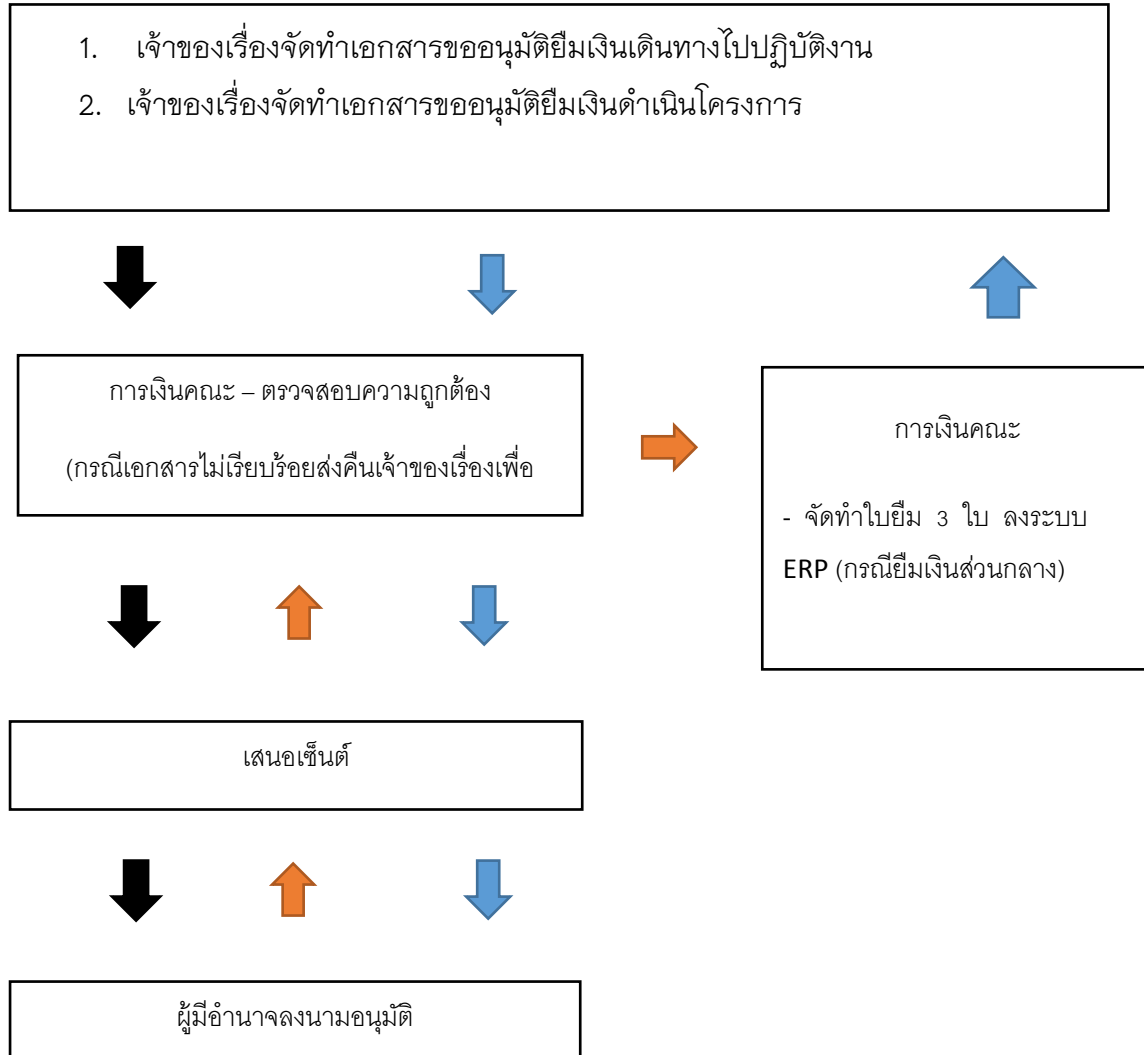 1. เจ้าของเรื่องจัดทำเอกสารขออนุมัติยืมเงินเดินทางไปปฏิบัติงาน
2. เจ้าของเรื่องจัดทำเอกสารขออนุมัติยืมเงินดำเนินโครงการ
การเงินคณะ – ตรวจสอบความถูกต้อง
(กรณีเอกสารไม่เรียบร้อยส่งคืนเจ้าของเรื่องเพื่อ
การเงินคณะ
- จัดทำใบยืม 3 ใบ ลงระบบ
ERP (กรณียืมเงินส่วนกลาง)
เสนอเซ็นต์
ผู้มีอำนาจลงนามอนุมัติ